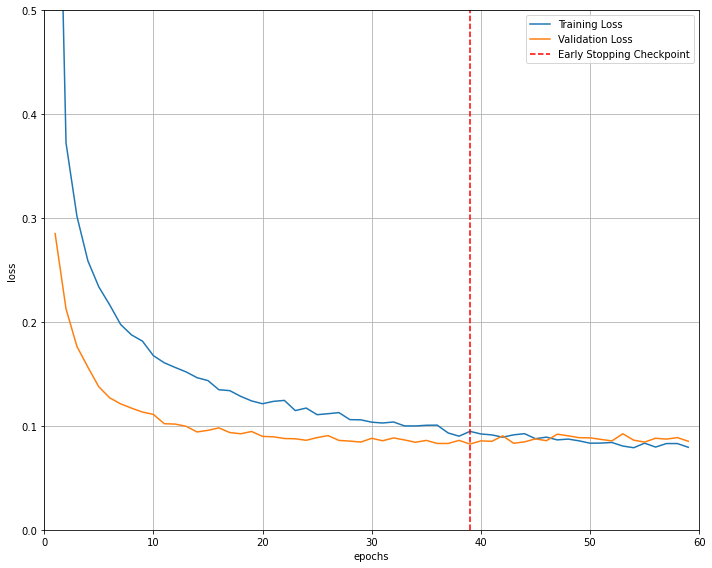 Training Loss
Validation Loss
Early Stopping Checkpoint
0.5
0.4
0.3
0.2
0.1
0.0
loss
0 10 20 30 40 50 60
epochs